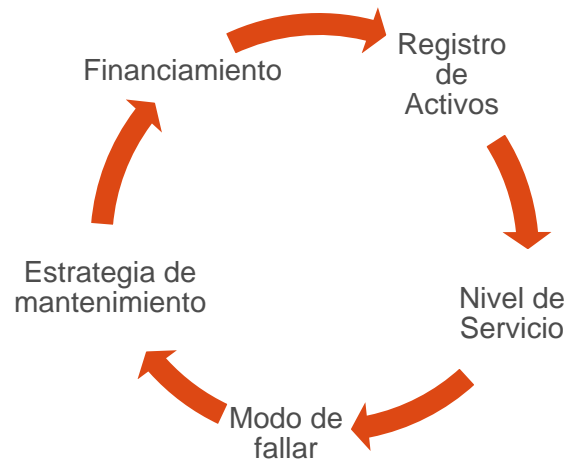 Financiamiento
Registro
de
Activos
Nivel de
Servicio
Modo de
fallar
Estrategia de
mantenimiento